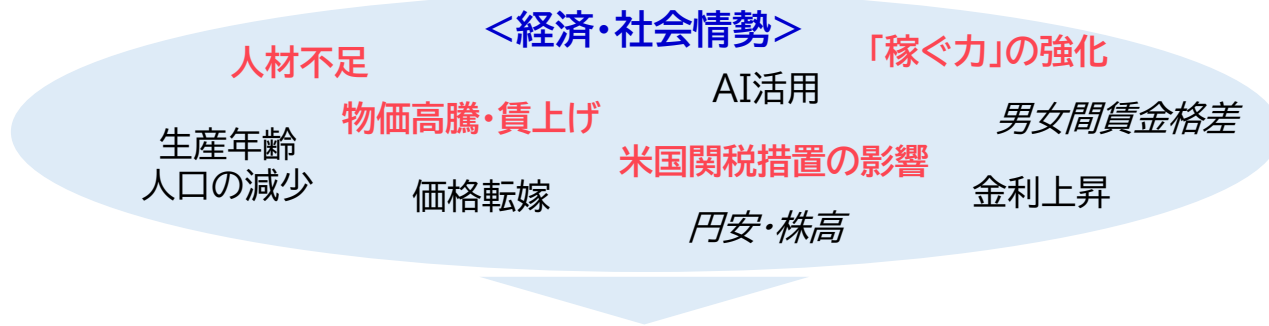 ＜経済・社会情勢＞
人材不足
「稼ぐ力」の強化
AI活用
物価高騰・賃上げ
男女間賃金格差
生産年齢
人口の減少
米国関税措置の影響
価格転嫁
金利上昇
円安・株高